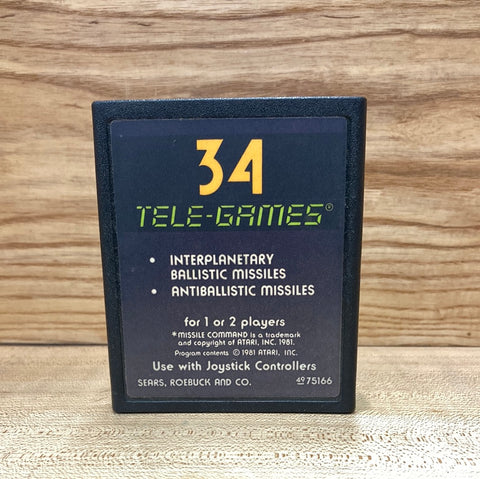 34
TELE-GAMES®
• INTERPLANETARY
BALLISTIC MISSILES
• ANTIBALLISTIC MISSILES
for 1 or 2 players
*MISSILE COMMAND is a trademark
and copyright of ATARI, INC. 1981.
Program contents © 1981 ATARI, INC.
Use with Joystick Controllers
SEARS, ROEBUCK AND CO. 49 75166